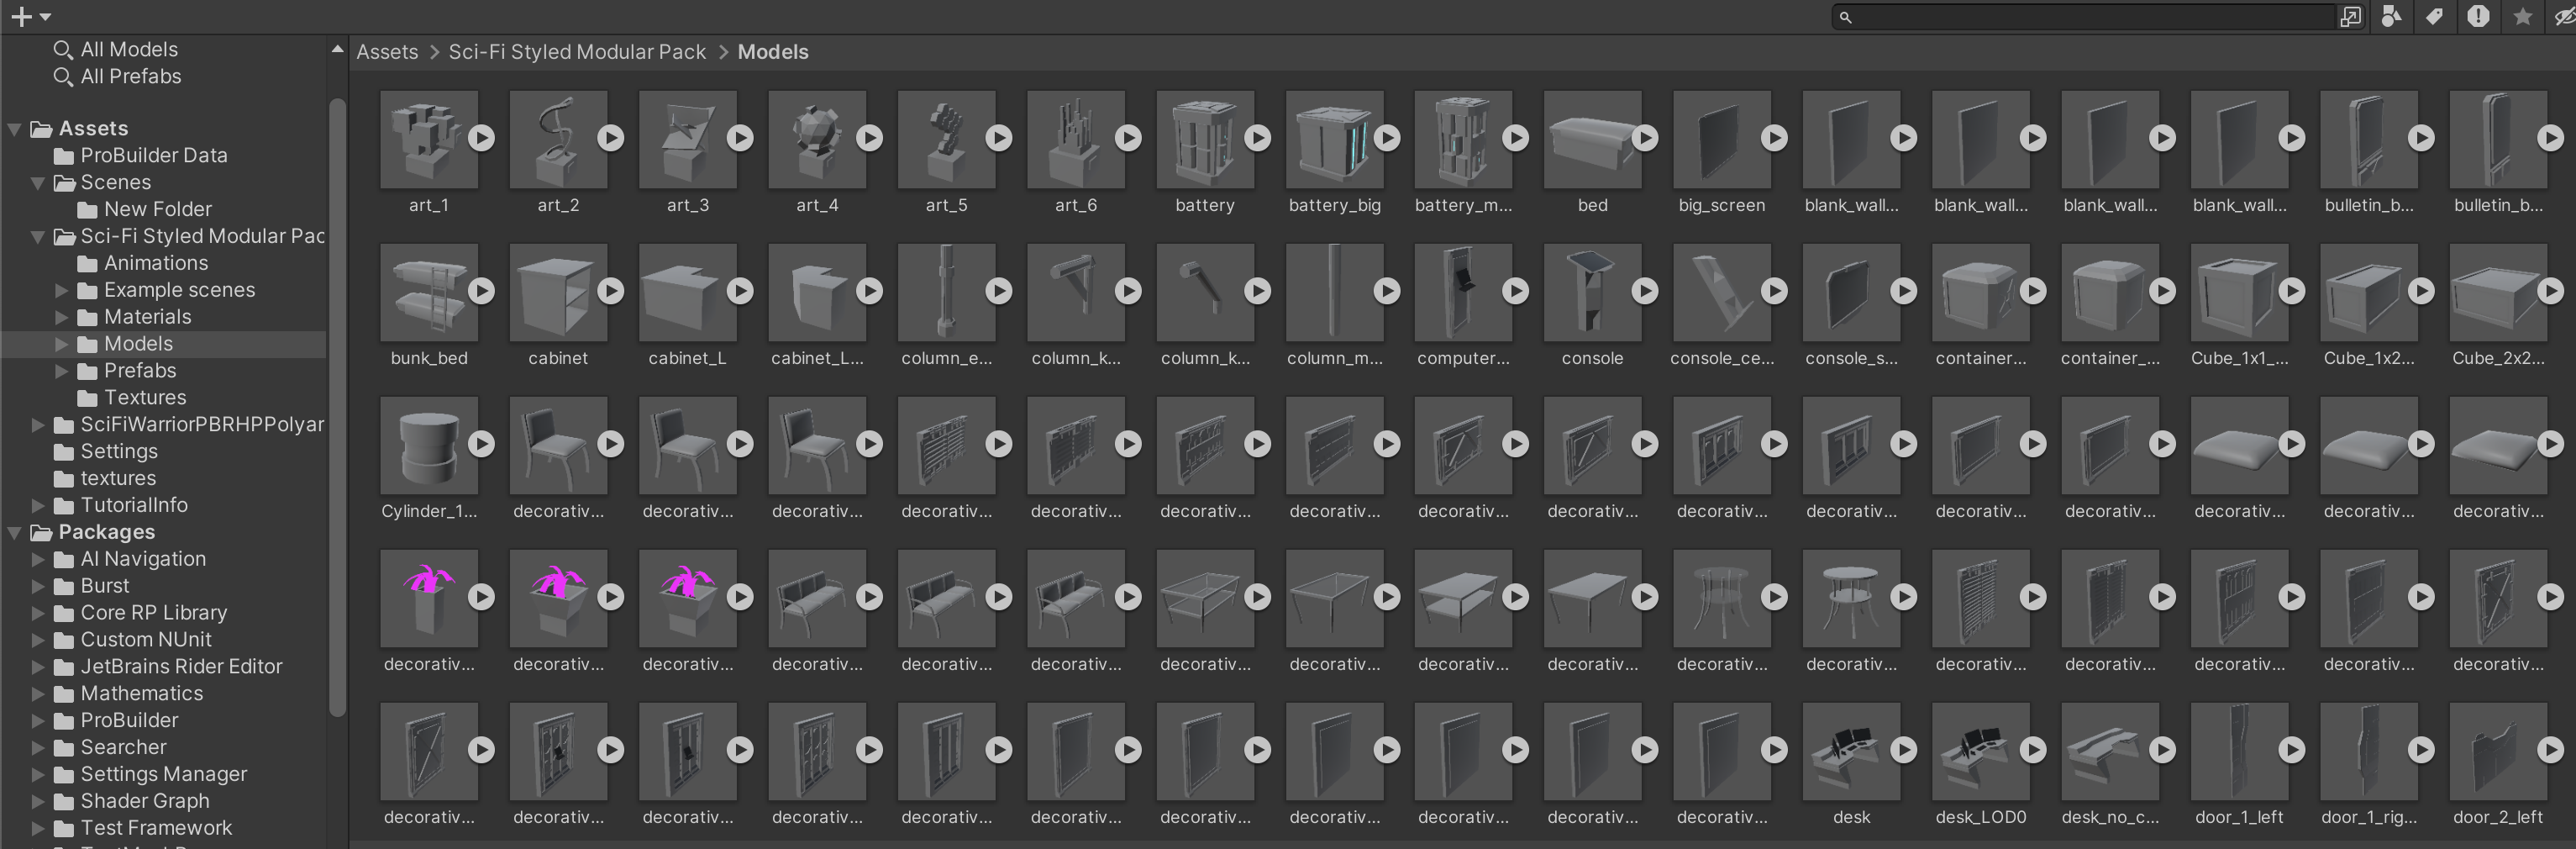 All Models
All Prefabs
Assets
ProBuilder Data
Scenes
New Folder
Sci-Fi Styled Modular Pac
Animations
Example scenes
Materials
Models
Prefabs
Textures
SciFiWarriorPBRHPPolyar
Settings
textures
TutorialInfo
Packages
AI Navigation
Burst
Core RP Library
Custom NUnit
JetBrains Rider Editor
Mathematics
ProBuilder
Searcher
Settings Manager
Shader Graph
Test Framework
Assets > Sci-Fi Styled Modular Pack > Models
art_1 art_2 art_3 art_4 art_5 art_6 battery battery_big battery_m... bed big_screen blank_wall... blank_wall... blank_wall... blank_wall... bulletin_b... bulletin_b...
bunk_bed cabinet cabinet_L cabinet_L... column_e... column_k... column_k... column_m... computer... console console_ce... console_s... container... container_... Cube_1x1_... Cube_1x2... Cube_2x2...
Cylinder_1... decorativ... decorativ... decorativ... decorativ... decorativ... decorativ... decorativ... decorativ... decorativ... decorativ... decorativ... decorativ... decorativ... decorativ... decorativ... decorativ...
decorativ... decorativ... decorativ... decorativ... decorativ... decorativ... decorativ... decorativ... decorativ... decorativ... decorativ... decorativ... decorativ... decorativ... decorativ... decorativ... decorativ...
decorativ... decorativ... decorativ... decorativ... decorativ... decorativ... decorativ... decorativ... decorativ... decorativ... decorativ... desk desk_LOD0 desk_no_c... door_1_left door_1_rig... door_2_left